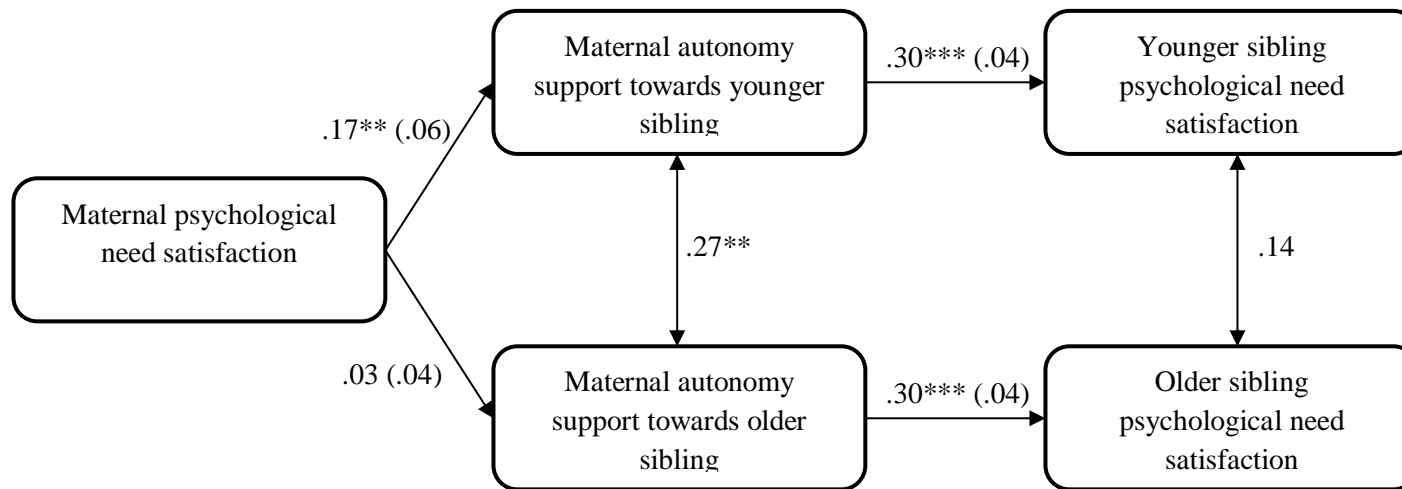 Maternal autonomy
support towards younger
sibling
.30*** (.04)
Younger sibling
psychological need
satisfaction
.17** (.06)
Maternal psychological
need satisfaction
.27**
.14
.03 (.04)
Maternal autonomy
support towards older
sibling
.30*** (.04)
Older sibling
psychological need
satisfaction